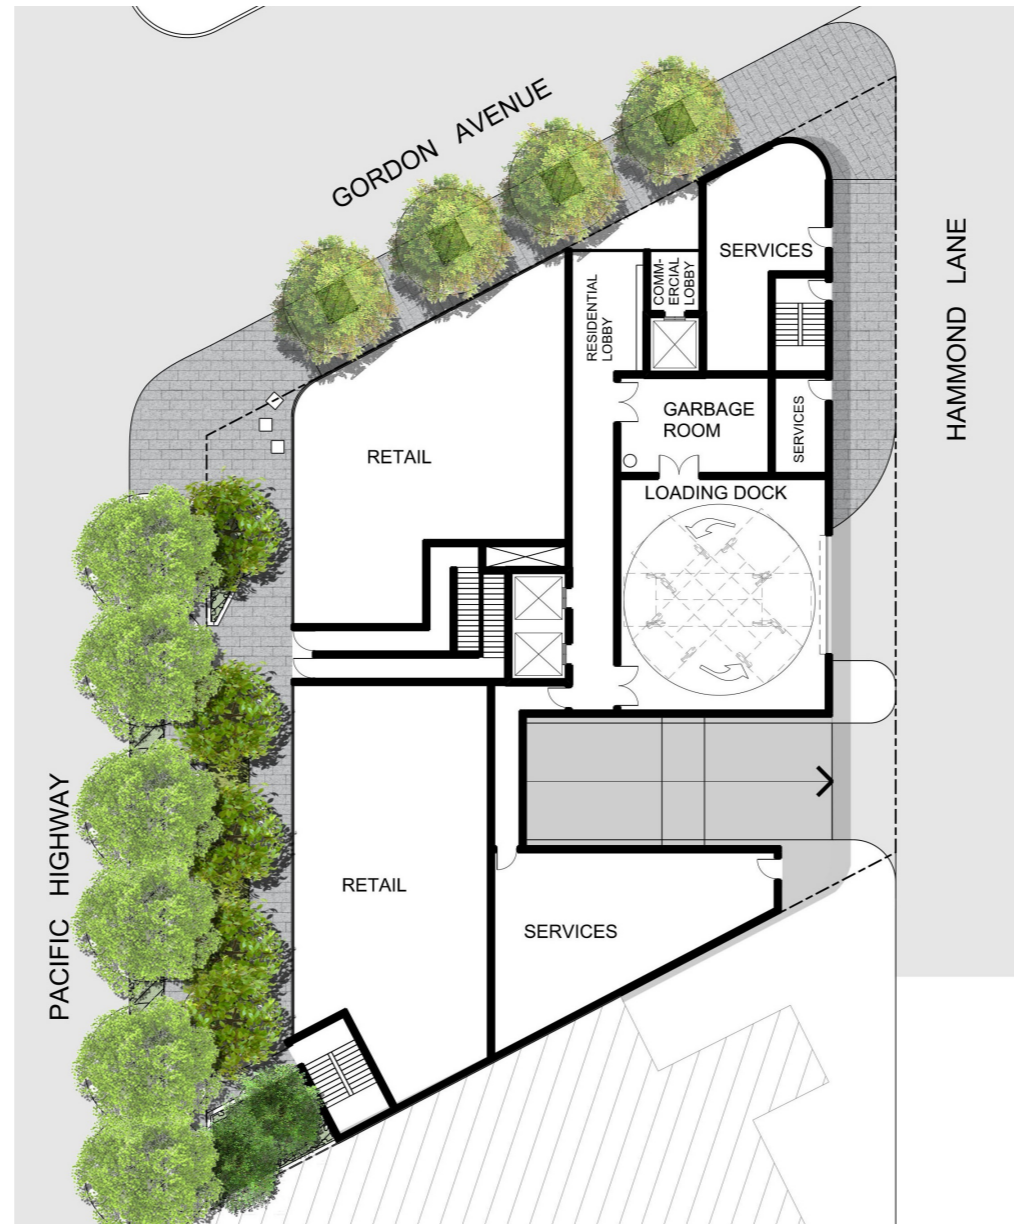 GORDON AVENUE
HAMMOND LANE
PACIFIC HIGHWAY
SERVICES
COMM-
ERCIAL
LOBBY
RESIDENTIAL
LOBBY
GARBAGE
ROOM
SERVICES
RETAIL
LOADING DOCK
RETAIL
SERVICES